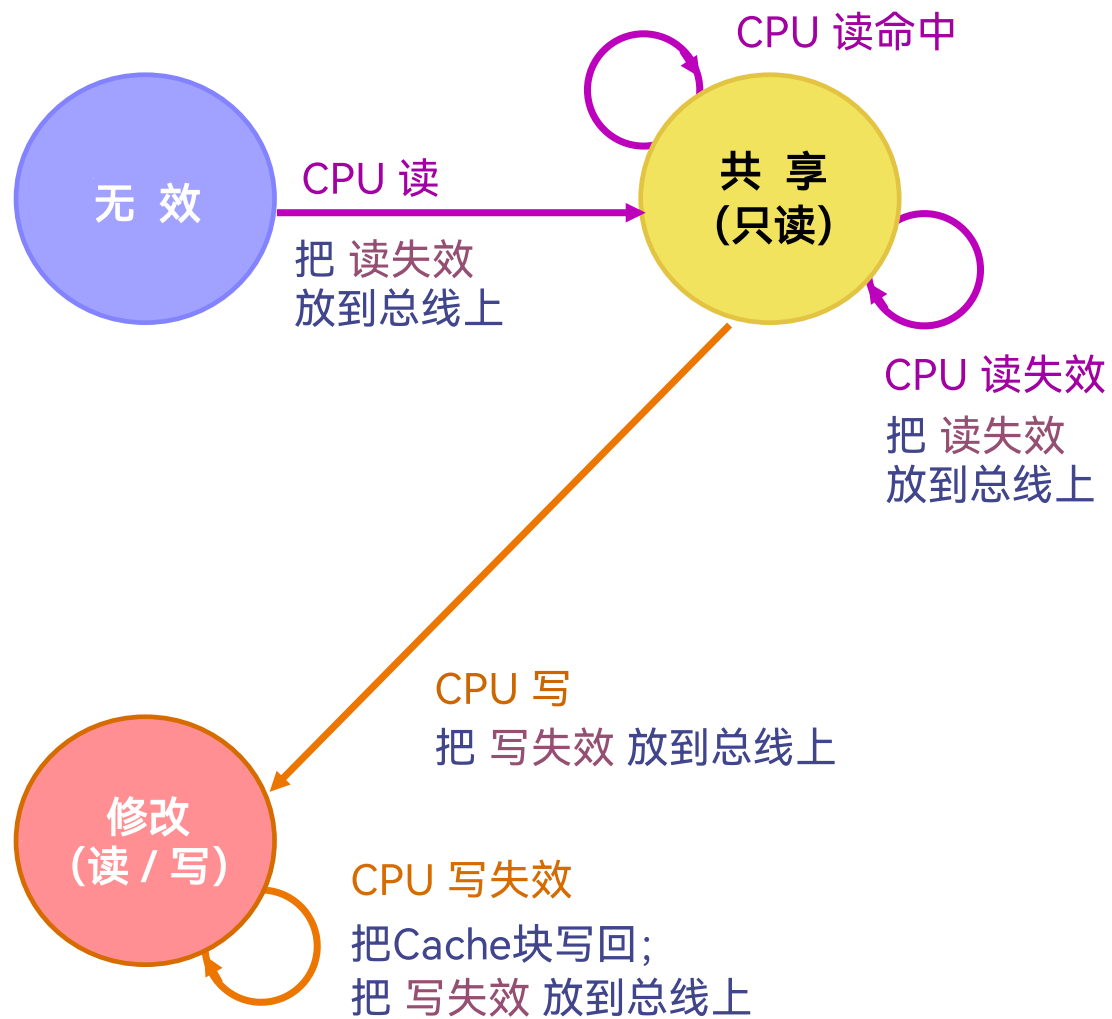 CPU 读命中
无 效
CPU 读
把 读失效
放到总线上
共 享
（只读）
CPU 读失效
把 读失效
放到总线上
CPU 写
把 写失效 放到总线上
修改
（读 / 写）
CPU 写失效
把Cache块写回；
把 写失效 放到总线上